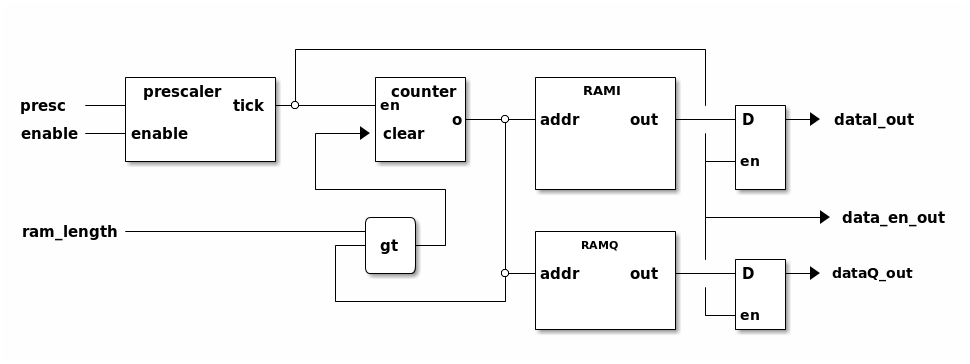 prescaler
counter
RAMI
presc
tick
en
enable
enable
clear
o
addr
out
D
dataI_out
en
data_en_out
ram_length
gt
RAMQ
addr
out
D
dataQ_out
en